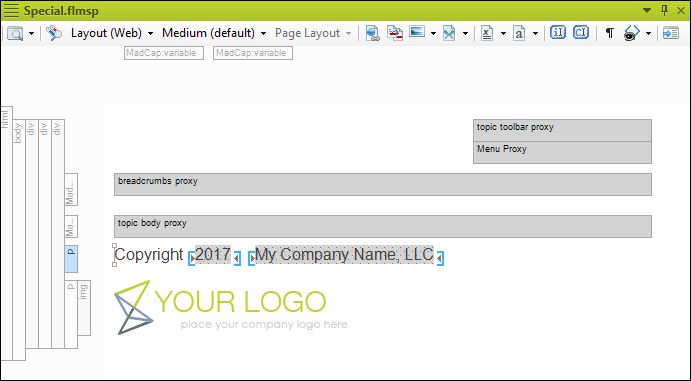 Special.flmsp
Layout (Web) Medium (default) Page Layout
MadCap:variable MadCap:variable
html
body
div
div
div
Mad...
Ma...
p
p
img
topic toolbar proxy
Menu Proxy
breadcrumbs proxy
topic body proxy
Copyright 2017 My Company Name, LLC
YOUR LOGO
place your company logo here